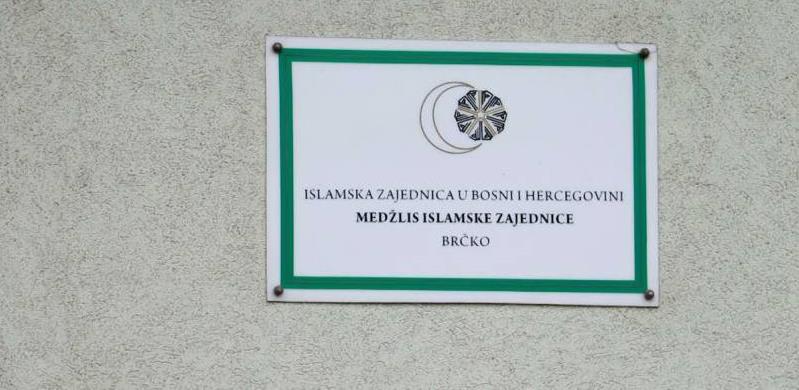 ISLAMSKA ZAJEDNICA U BOSNI I HERCEGOVINI
MEDŽLIS ISLAMSKE ZAJEDNICE
BRČKO